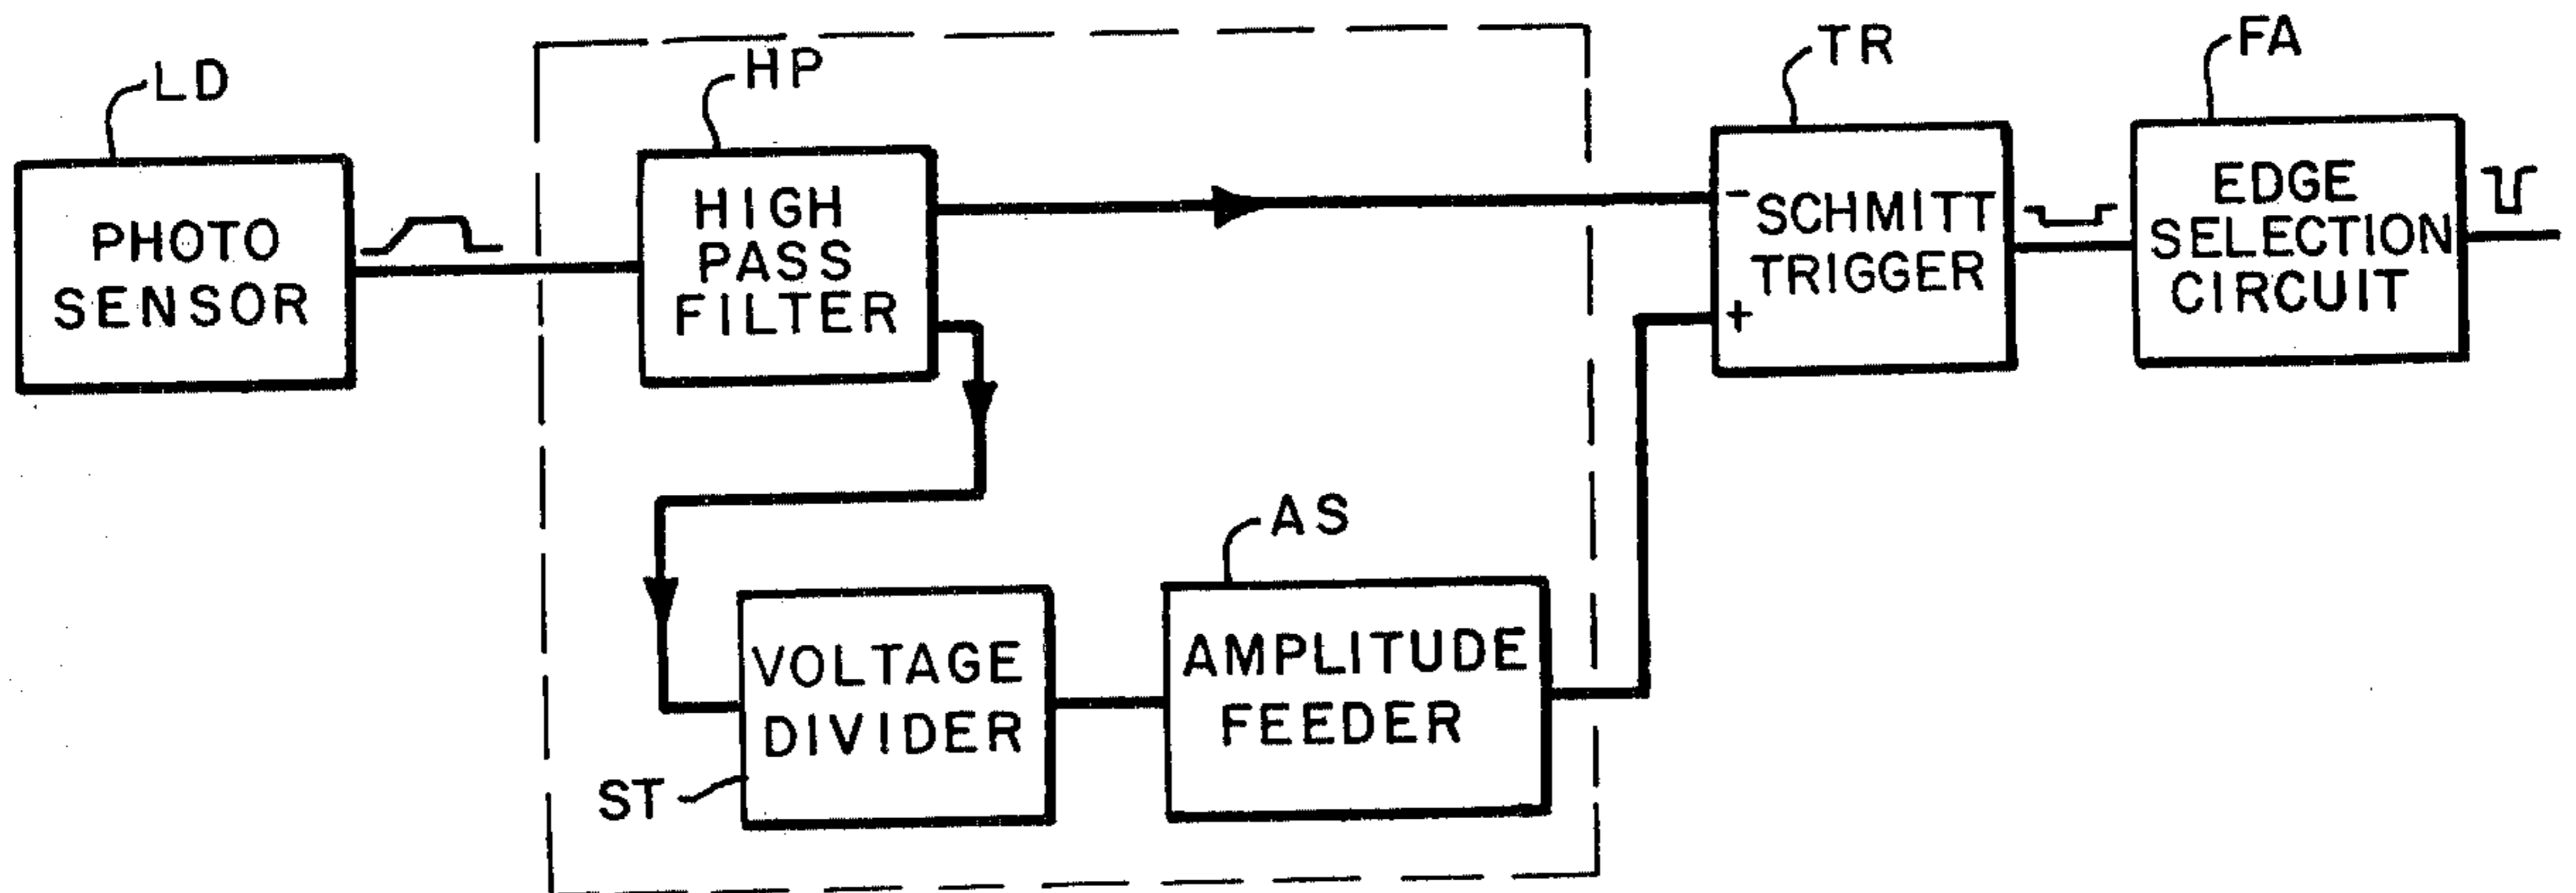 LD
HP
TR
FA
PHOTO
SENSOR
HIGH
PASS
FILTER
-
SCHMITT
TRIGGER
+
EDGE
SELECTION
CIRCUIT
AS
VOLTAGE
DIVIDER
ST
AMPLITUDE
FEEDER